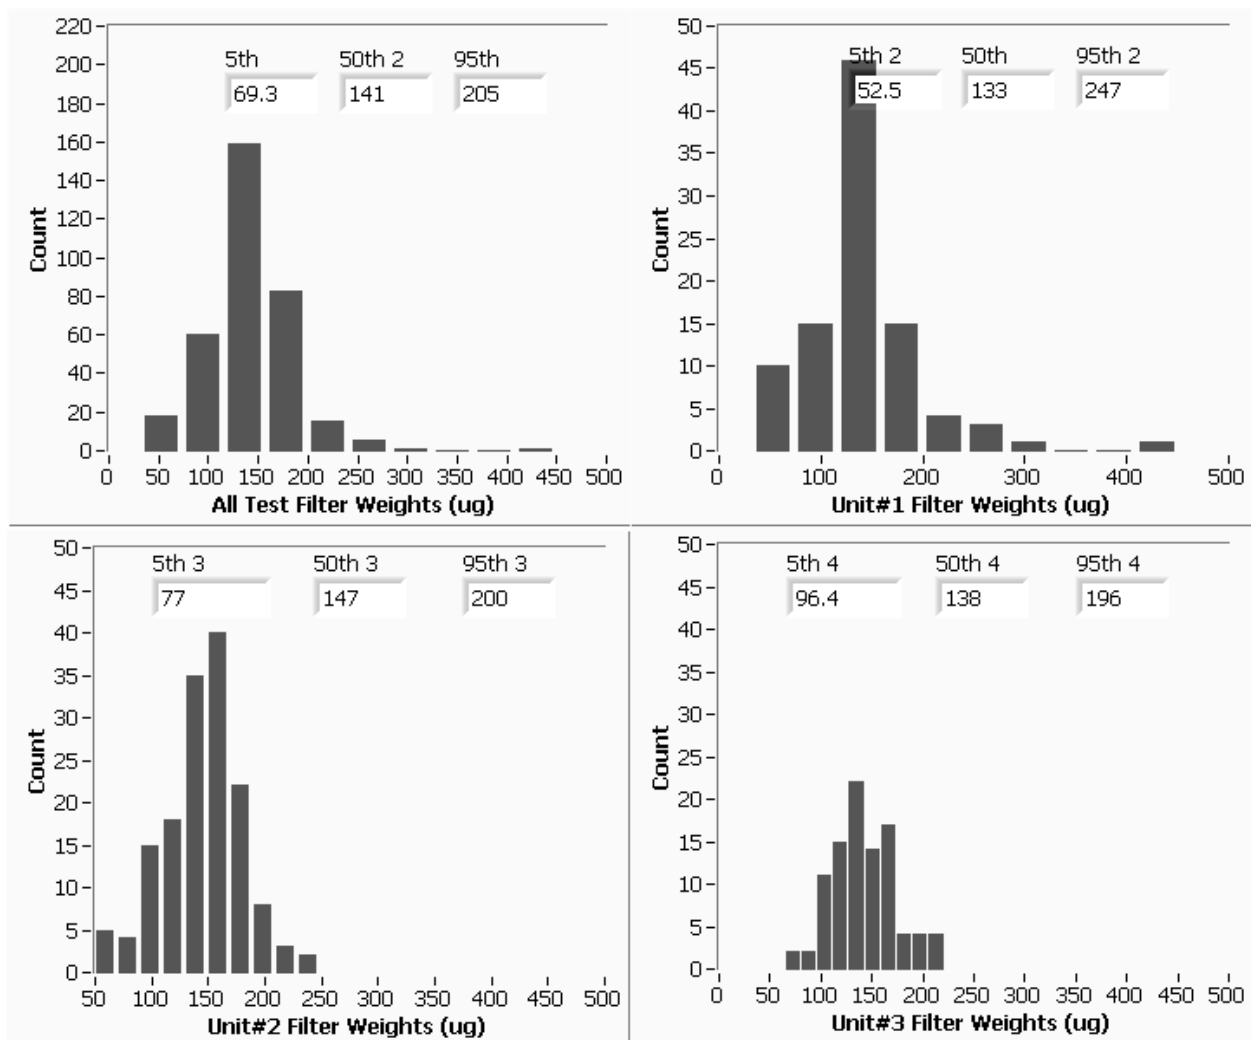 220
200
180
160
140
120
100
80
60
40
20
0
Count
5th 50th 2 95th
69.3 141 205
0 50 100 150 200 250 300 350 400 450 500
All Test Filter Weights (ug)
50
45
40
35
30
25
20
15
10
5
0
Count
5th 2 50th 95th 2
52.5 133 247
0 100 200 300 400 500
Unit#1 Filter Weights (ug)
50
45
40
35
30
25
20
15
10
5
0
Count
5th 3 50th 3 95th 3
77 147 200
50 100 150 200 250 300 350 400 450 500
Unit#2 Filter Weights (ug)
50
45
40
35
30
25
20
15
10
5
0
Count
5th 4 50th 4 95th 4
96.4 138 196
0 50 100 150 200 250 300 350 400 450 500
Unit#3 Filter Weights (ug)